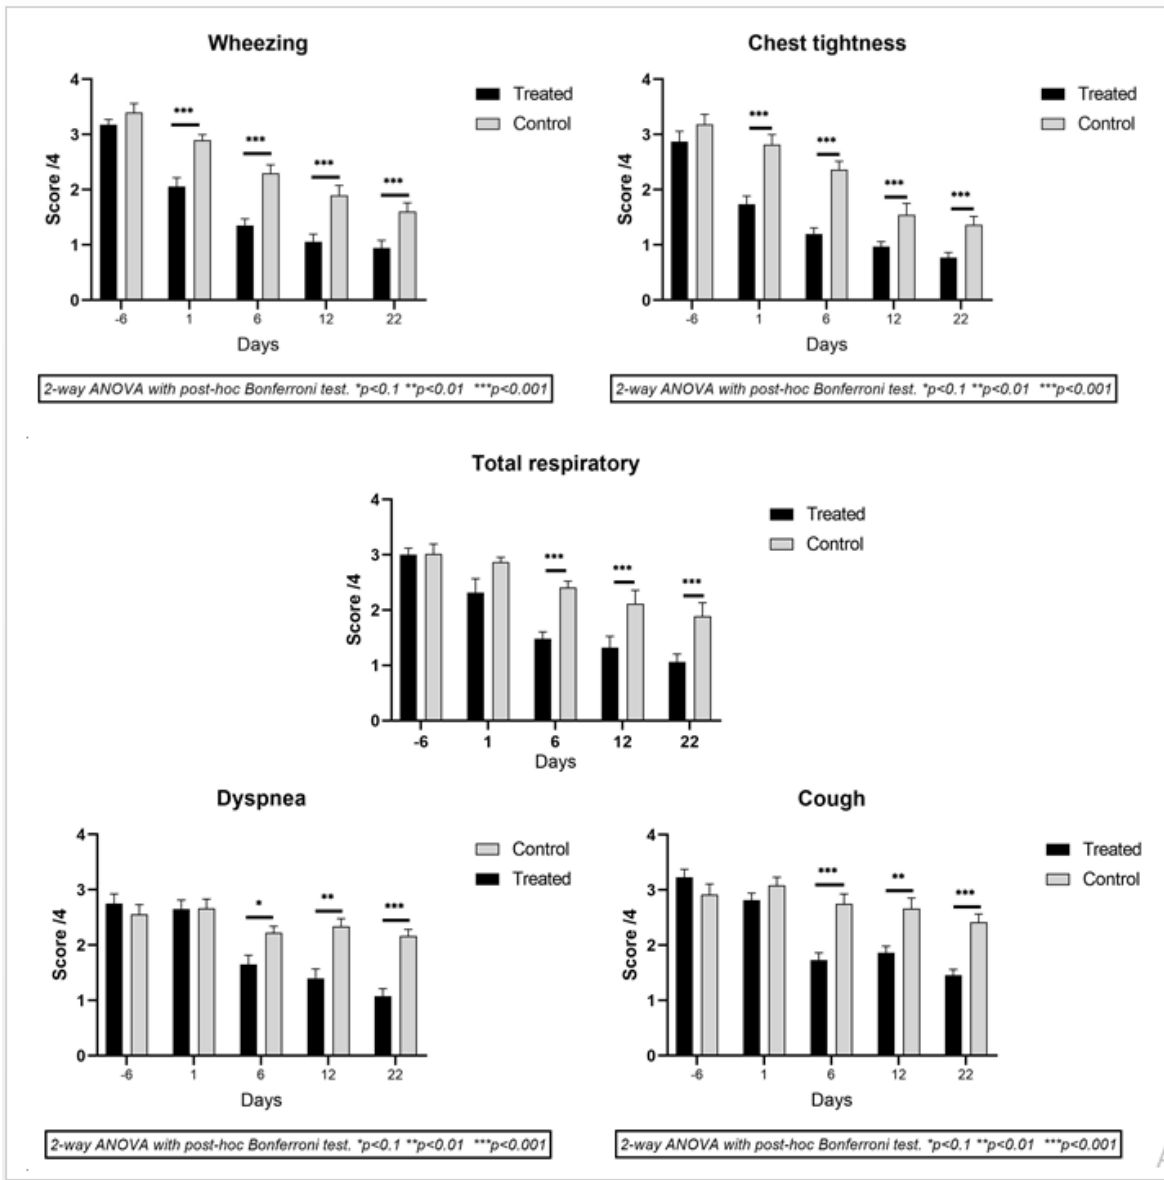 Wheezing
4
3
2
1
0
Score /4
***
***
***
***
Treated
Control
-6 1 6 12 22
Days
2-way ANOVA with post-hoc Bonferroni test. *p<0.1 **p<0.01 ***p<0.001
Chest tightness
4
3
2
1
0
Score /4
***
***
***
***
Treated
Control
-6 1 6 12 22
Days
2-way ANOVA with post-hoc Bonferroni test. *p<0.1 **p<0.01 ***p<0.001
Total respiratory
4
3
2
1
0
Score /4
***
***
***
Treated
Control
-6 1 6 12 22
Days
Dyspnea
4
3
2
1
0
Score /4
*
**
***
Control
Treated
-6 1 6 12 22
Days
2-way ANOVA with post-hoc Bonferroni test. *p<0.1 **p<0.01 ***p<0.001
Cough
4
3
2
1
0
Score /4
***
**
***
Treated
Control
-6 1 6 12 22
Days
2-way ANOVA with post-hoc Bonferroni test. *p<0.1 **p<0.01 ***p<0.001